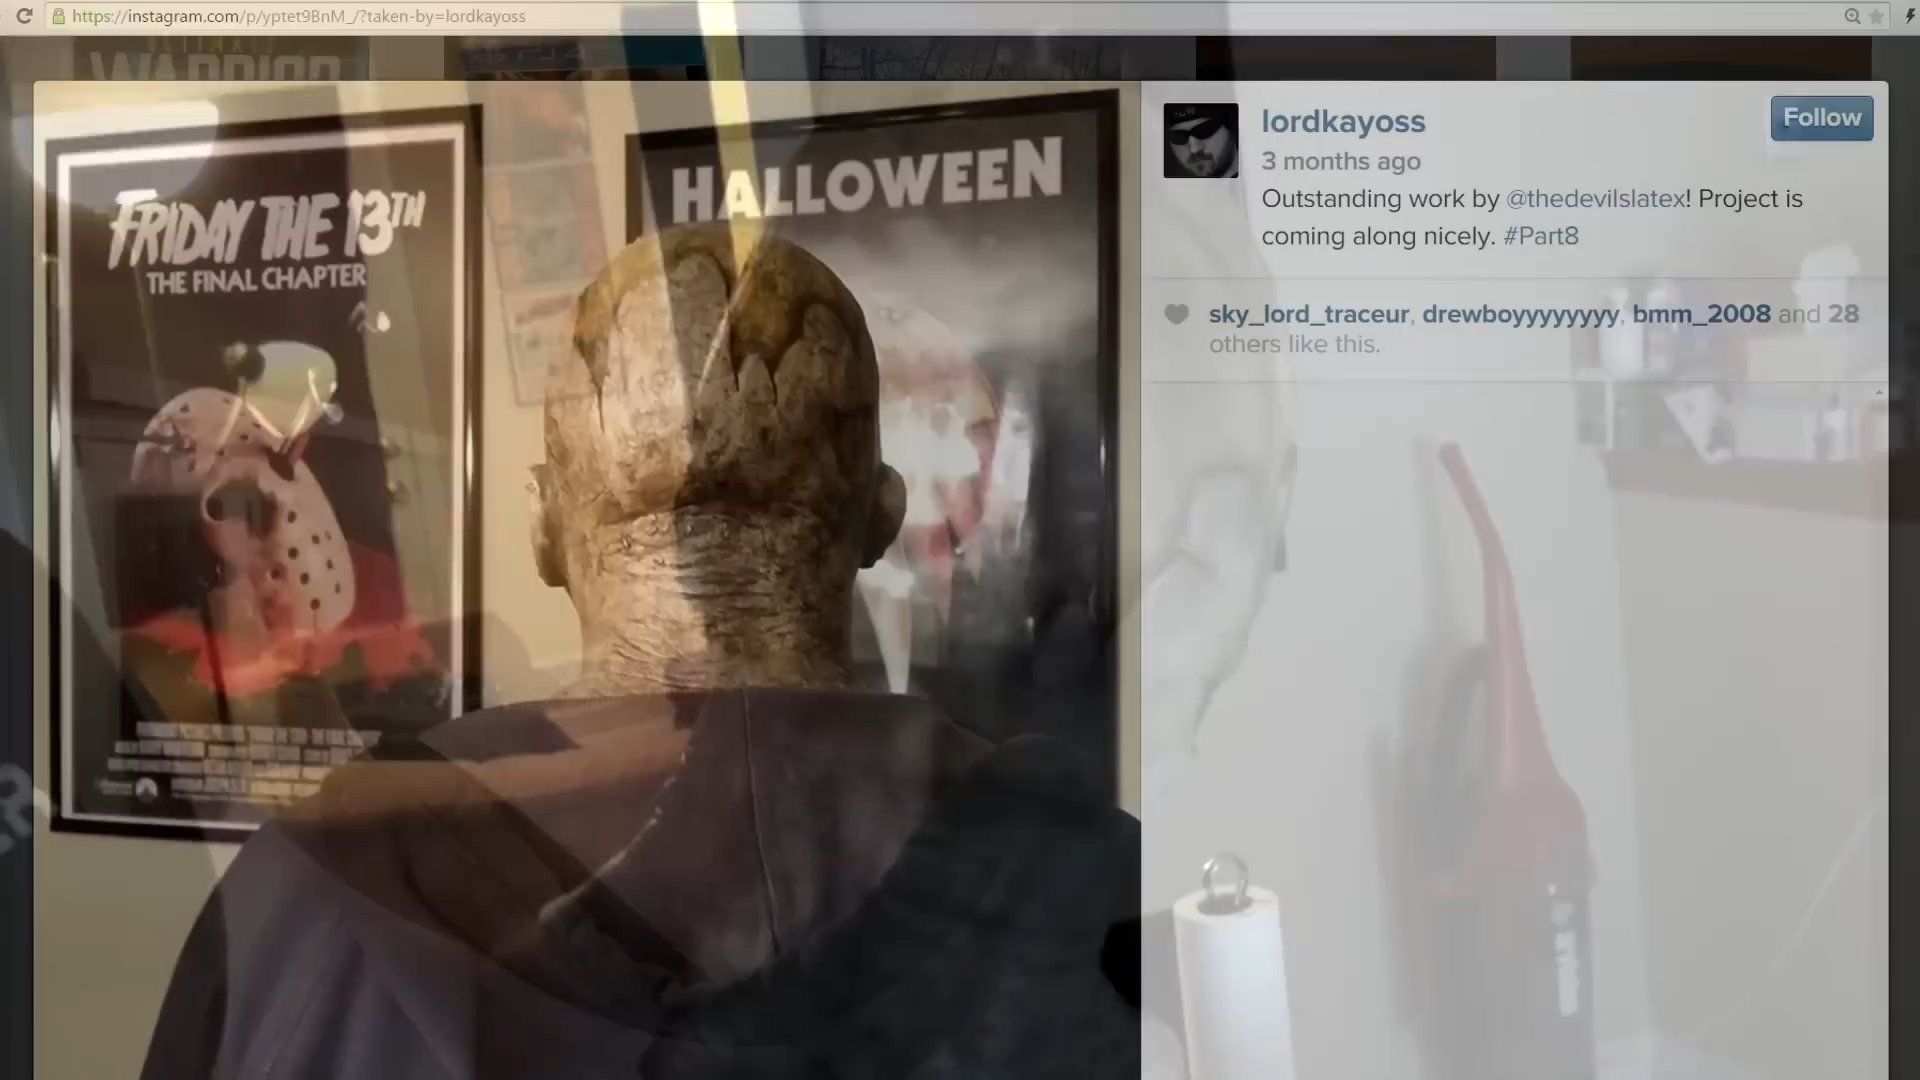 https://instagram.com/p/yptet9BnM_/?taken-by=lordkayoss
WARRIOR
FRIDAY THE 13TH
THE FINAL CHAPTER
HALLOWEEN
lordkayoss
Follow
3 months ago
Outstanding work by @thedevilslatex! Project is
coming along nicely. #Part8
sky_lord_traceur, drewboyyyyyyyy, bmm_2008 and 28
others like this.